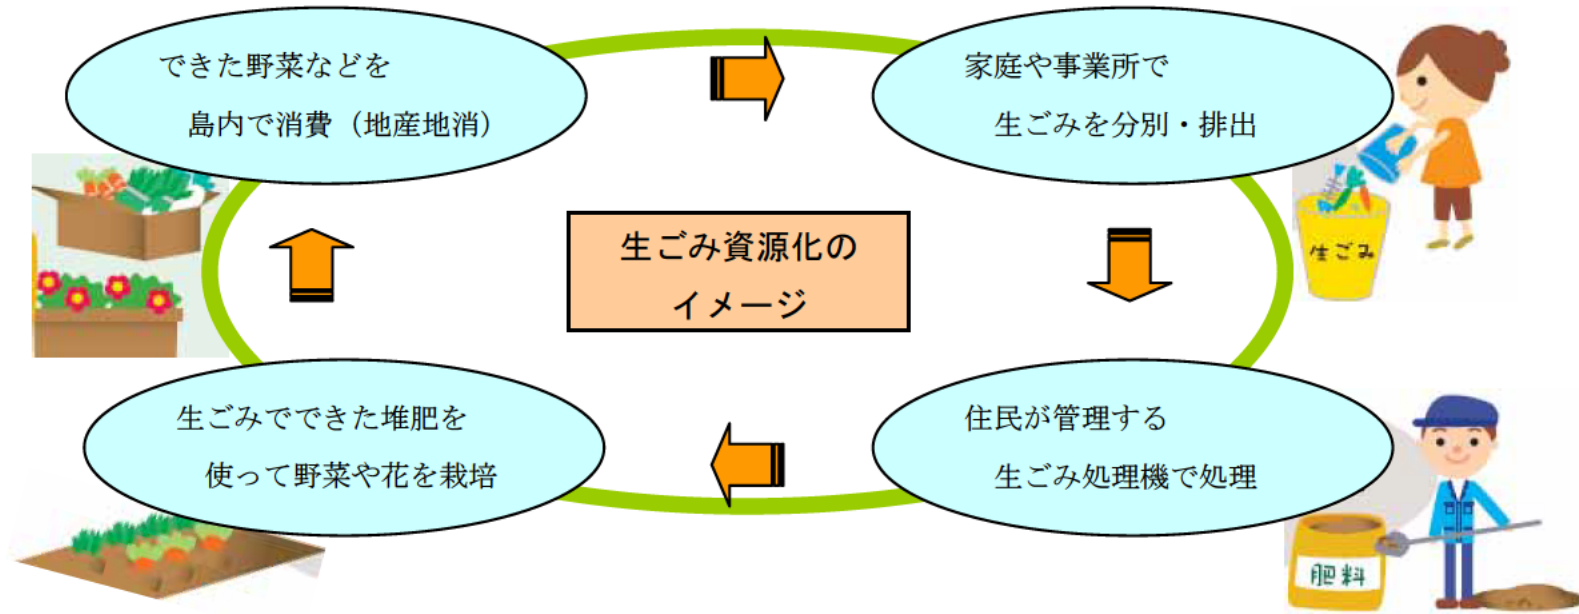 できた野菜などを
島内で消費（地産地消）
家庭や事業所で
生ごみを分別・排出
生ごみ
生ごみ資源化の
イメージ
生ごみでできた堆肥を
使って野菜や花を栽培
住民が管理する
生ごみ処理機で処理
肥料